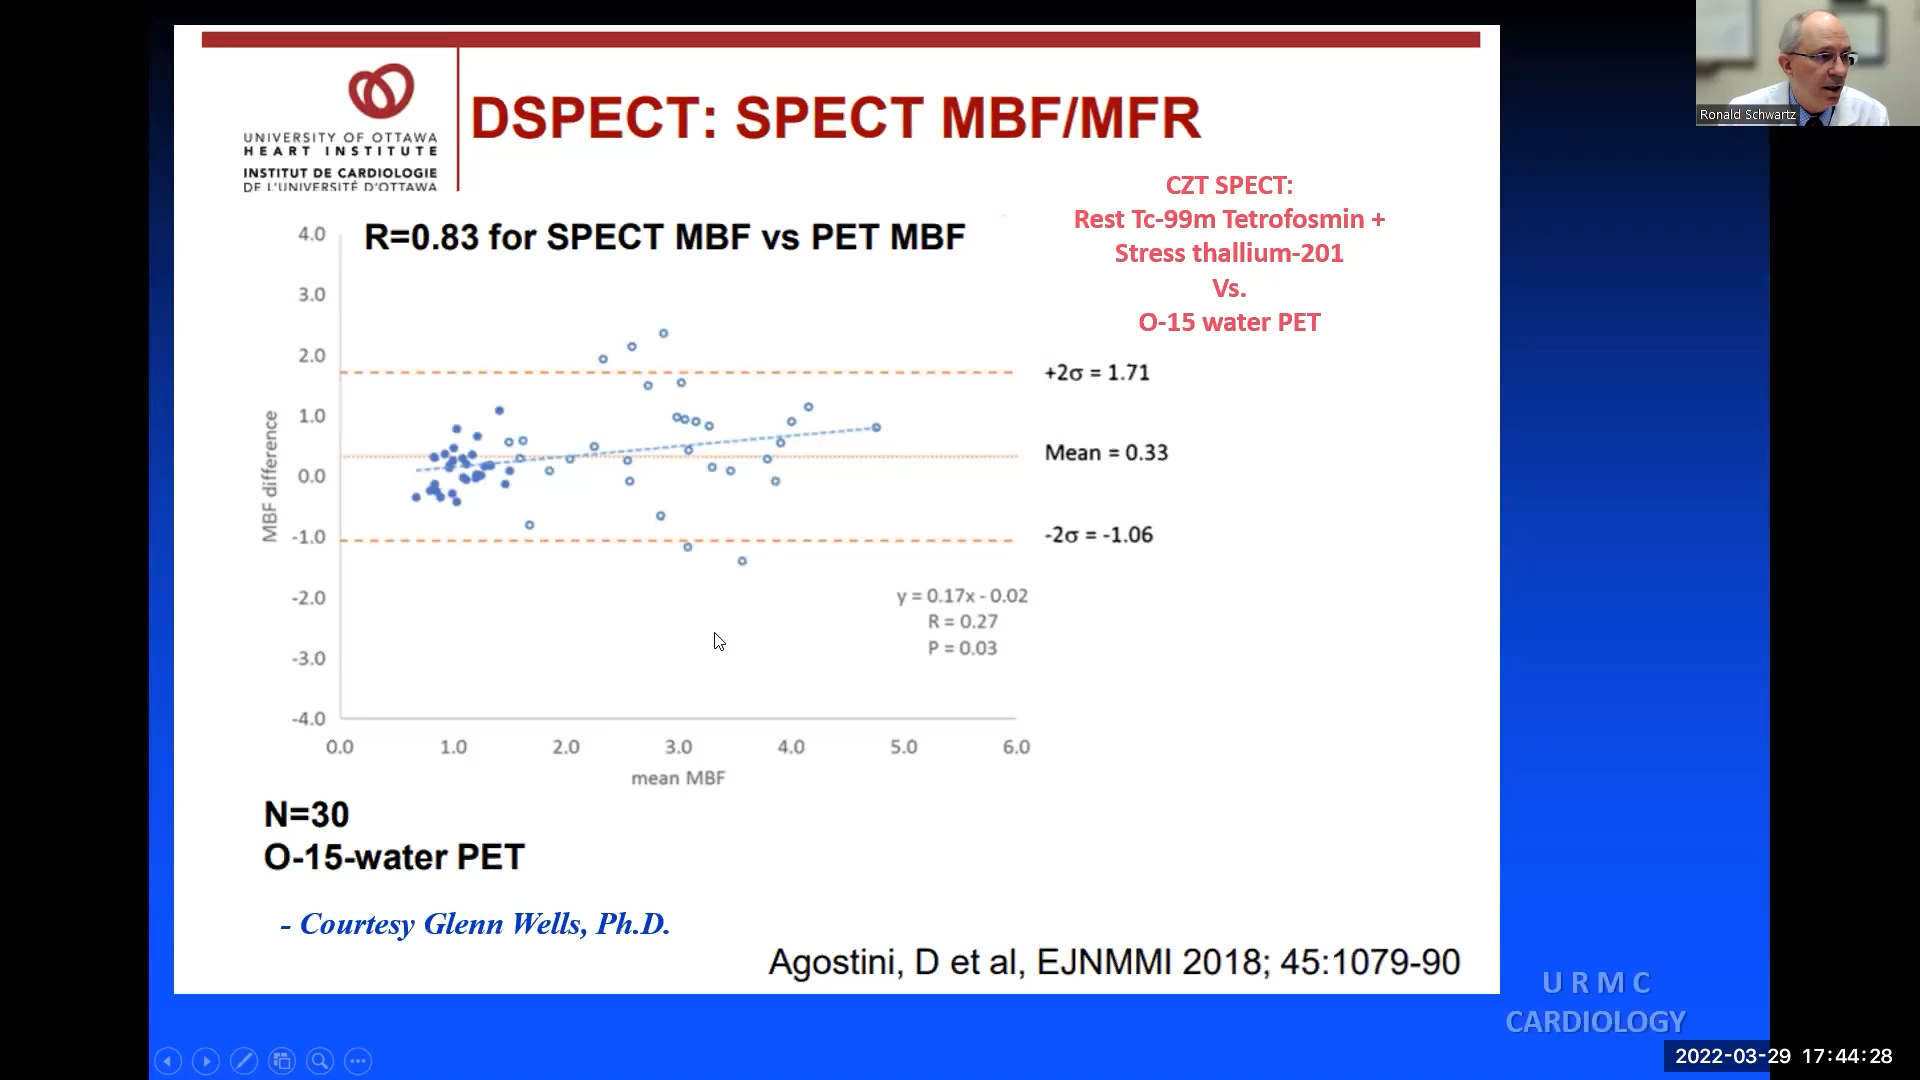 Ronald Schwartz
UNIVERSITY OF OTTAWA
HEART INSTITUTE
INSTITUT DE CARDIOLOGIE
DE L'UNIVERSITÉ D'OTTAWA
DSPECT: SPECT MBF/MFR
CZT SPECT:
Rest Tc-99m Tetrofosmin +
Stress thallium-201
Vs.
O-15 water PET
R=0.83 for SPECT MBF vs PET MBF
4.0
3.0
2.0
1.0
0.0
-1.0
-2.0
-3.0
-4.0
MBF difference
+2σ = 1.71
Mean = 0.33
-2σ = -1.06
y = 0.17x - 0.02
R = 0.27
P = 0.03
0.0 1.0 2.0 3.0 4.0 5.0 6.0
mean MBF
N=30
O-15-water PET
- Courtesy Glenn Wells, Ph.D.
Agostini, D et al, EJNMMI 2018; 45:1079-90
URMC
CARDIOLOGY
2022-03-29 17:44:28